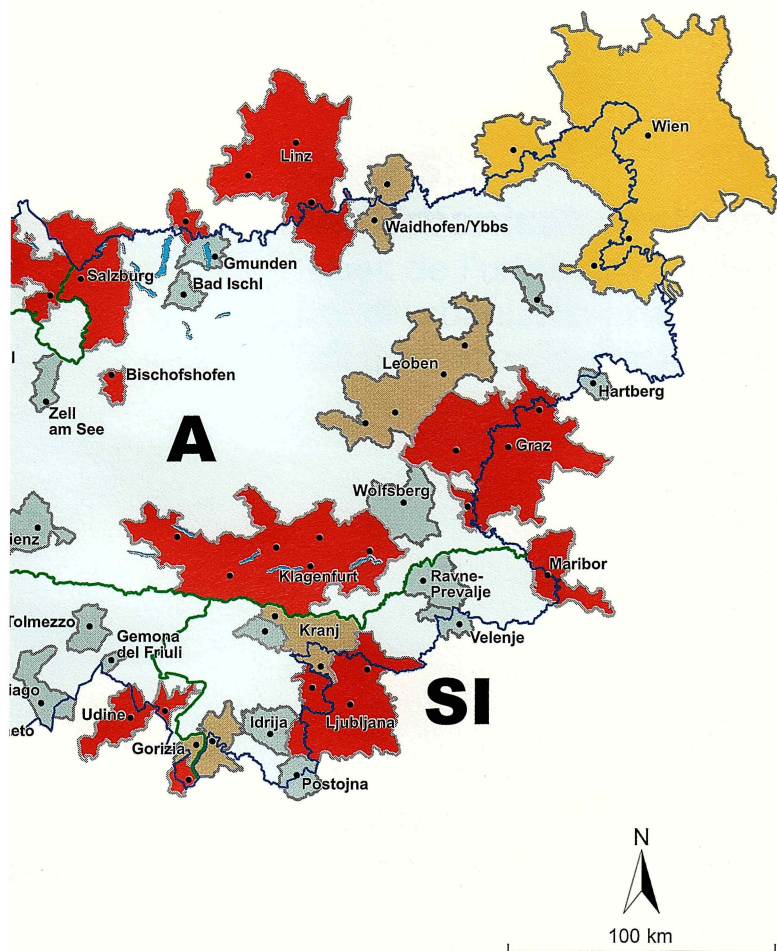 Wien
Linz
Waidhofen/Ybbs
Gmunden
Salzburg
Bad Ischl
Leoben
Bischofshofen
Hartberg
Zell
am See
A
Graz
Wolfsberg
ienz
Klagenfurt
Maribor
Ravne-
Prevalje
Tolmezzo
Kranj
Velenje
Gemona
del Friuli
iago
SI
Udine
Idrija
Ljubljana
Gorizia
Postojna
N
100 km